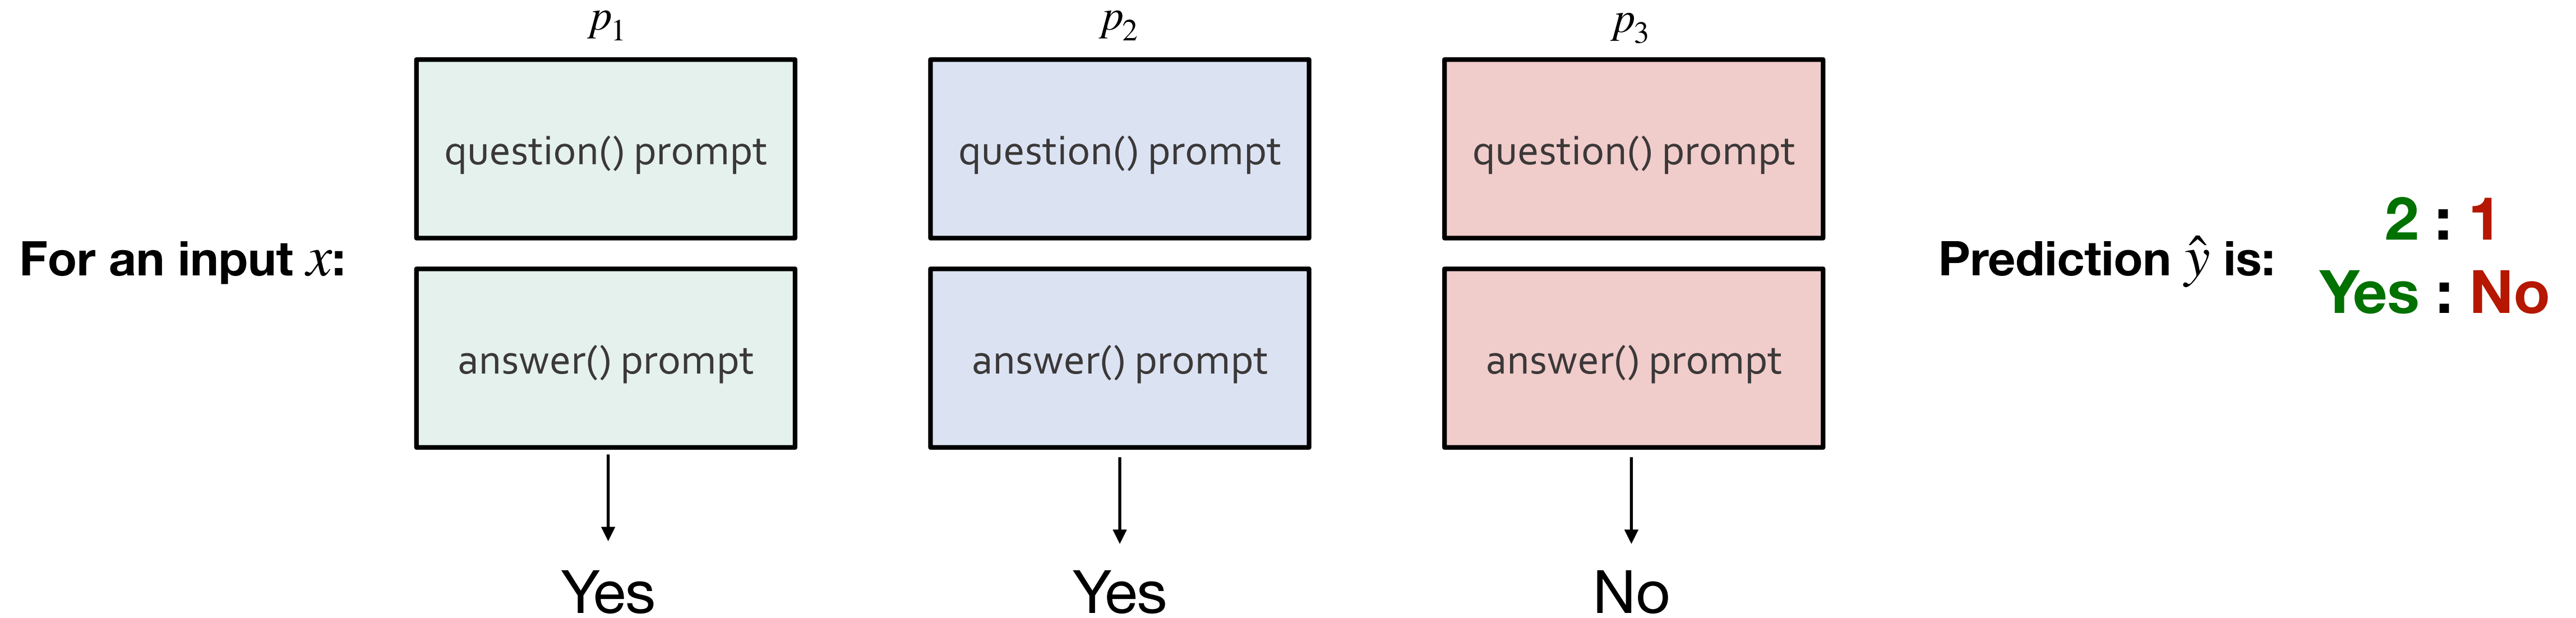 p₁
p₂
p₃
question() prompt
question() prompt
question() prompt
For an input x:
answer() prompt
answer() prompt
answer() prompt
Yes
Yes
No
Prediction ŷ is:
2 : 1
Yes : No